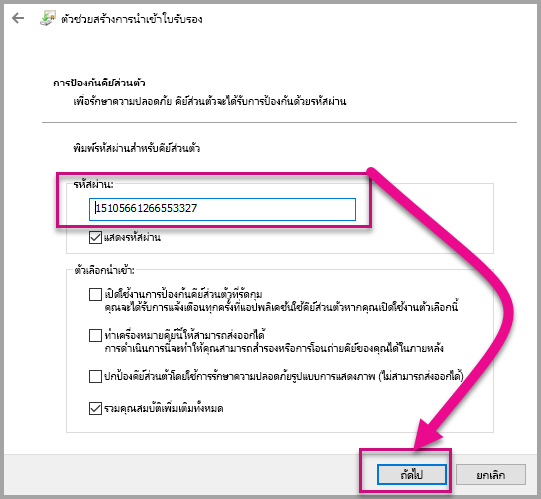 ตัวช่วยสร้างการนำเข้าใบรับรอง
การป้องกันคีย์ส่วนตัว
เพื่อรักษาความปลอดภัย คีย์ส่วนตัวจะได้รับการป้องกันด้วยรหัสผ่าน
พิมพ์รหัสผ่านสำหรับคีย์ส่วนตัว
รหัสผ่าน:
15105661266553327
แสดงรหัสผ่าน
ตัวเลือกนำเข้า:
เปิดใช้งานการป้องกันคีย์ส่วนตัวที่รัดกุม
คุณจะได้รับการแจ้งเตือนทุกครั้งที่แอปพลิเคชันใช้คีย์ส่วนตัวหากคุณเปิดใช้งานตัวเลือกนี้
ทำเครื่องหมายคีย์นี้ให้สามารถส่งออกได้
การดำเนินการนี้จะทำให้คุณสามารถสำรองหรือการโอนถ่ายคีย์ของคุณได้ในภายหลัง
ปกป้องคีย์ส่วนตัวโดยใช้การรักษาความปลอดภัยรูปแบบการแสดงภาพ (ไม่สามารถส่งออกได้)
รวมคุณสมบัติเพิ่มเติมทั้งหมด
ถัดไป
ยกเลิก